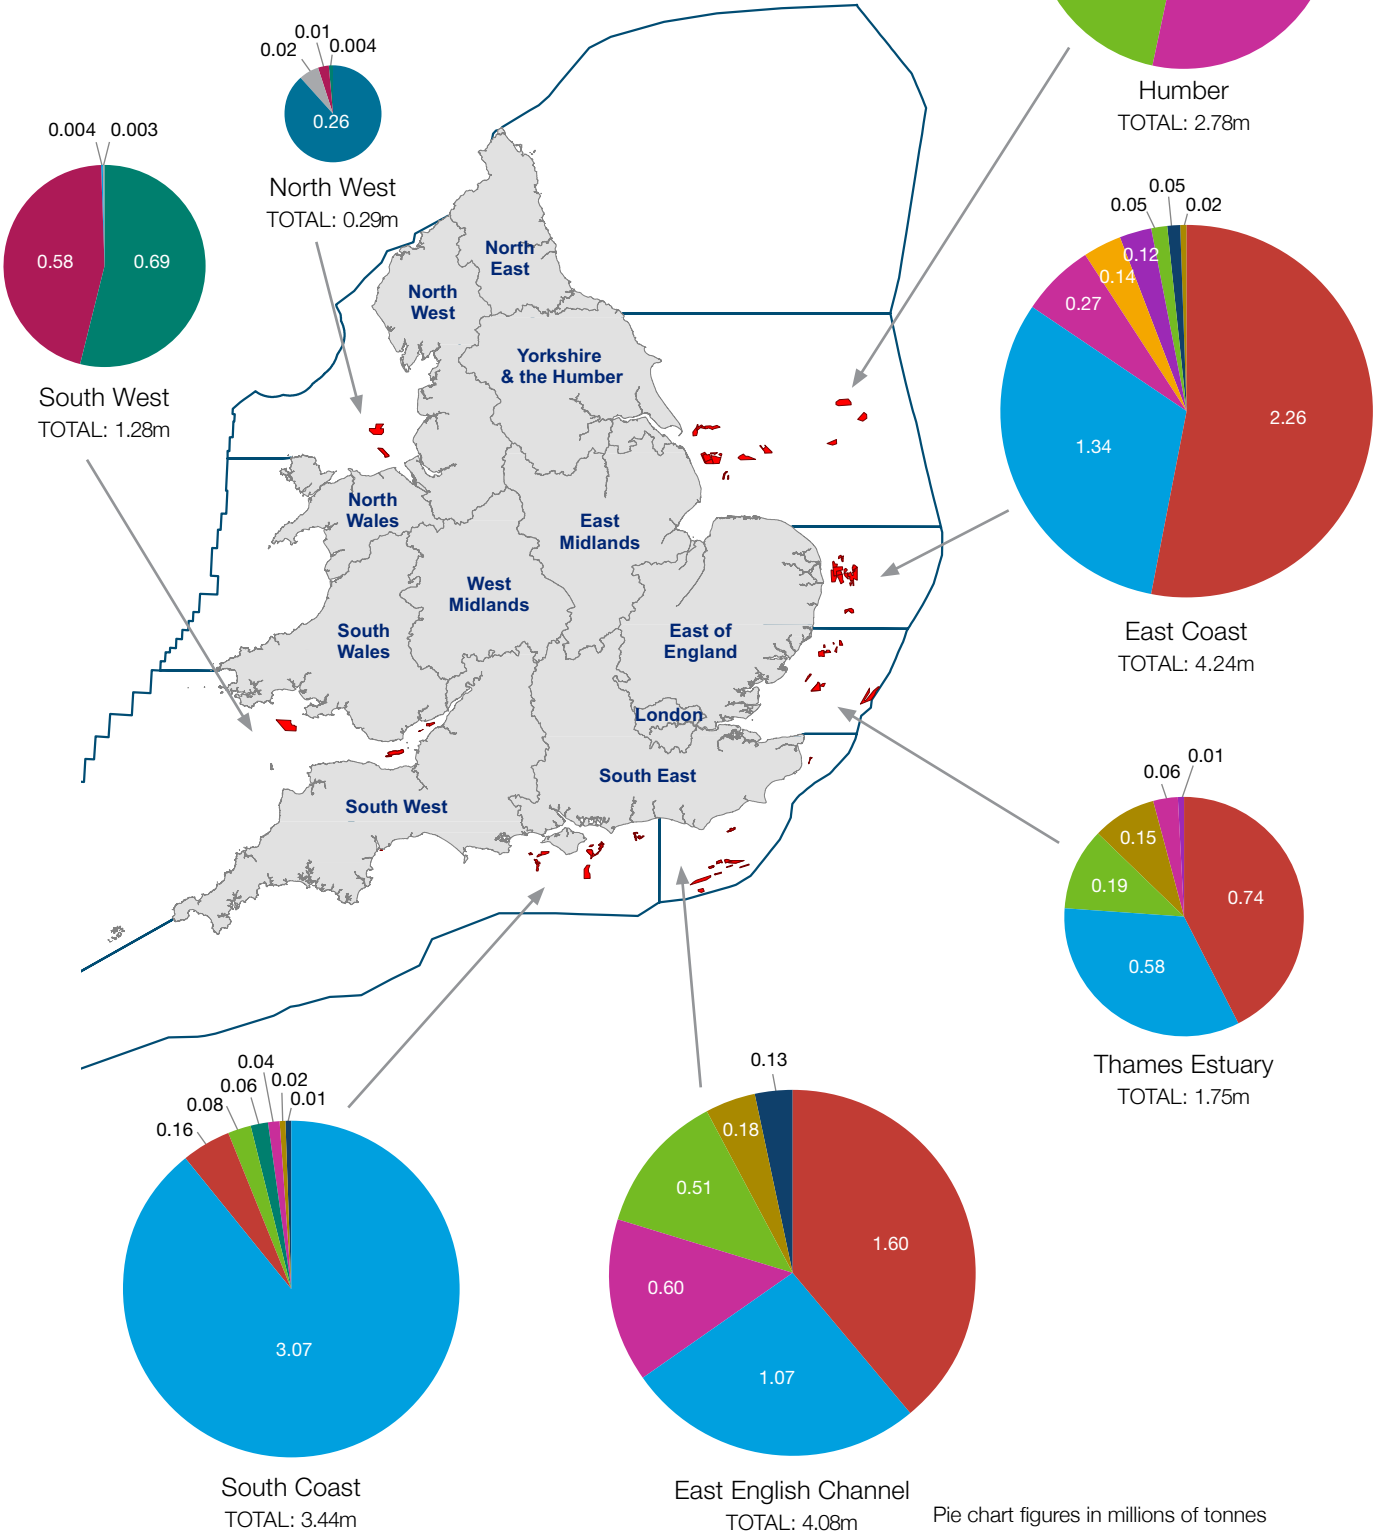 0.02
0.01
0.004
0.26
North West
TOTAL: 0.29m
0.004
0.003
0.58
0.69
South West
TOTAL: 1.28m
Humber
TOTAL: 2.78m
0.05
0.05
0.02
0.12
0.14
0.27
1.34
2.26
East Coast
TOTAL: 4.24m
North
East
North
West
Yorkshire
& the Humber
North
Wales
East
Midlands
West
Midlands
South
Wales
East of
England
London
South East
South West
0.06
0.01
0.15
0.19
0.74
0.58
Thames Estuary
TOTAL: 1.75m
0.04
0.02
0.06
0.01
0.08
0.16
3.07
South Coast
TOTAL: 3.44m
0.13
0.18
0.51
1.60
0.60
1.07
East English Channel
TOTAL: 4.08m
Pie chart figures in millions of tonnes